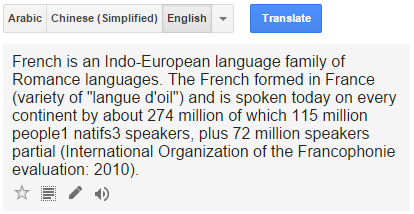 Arabic Chinese (Simplified) English Translate
French is an Indo-European language family of
Romance languages. The French formed in France
(variety of "langue d'oil") and is spoken today on every
continent by about 274 million of which 115 million
people1 natifs3 speakers, plus 72 million speakers
partial (International Organization of the Francophonie
evaluation: 2010).